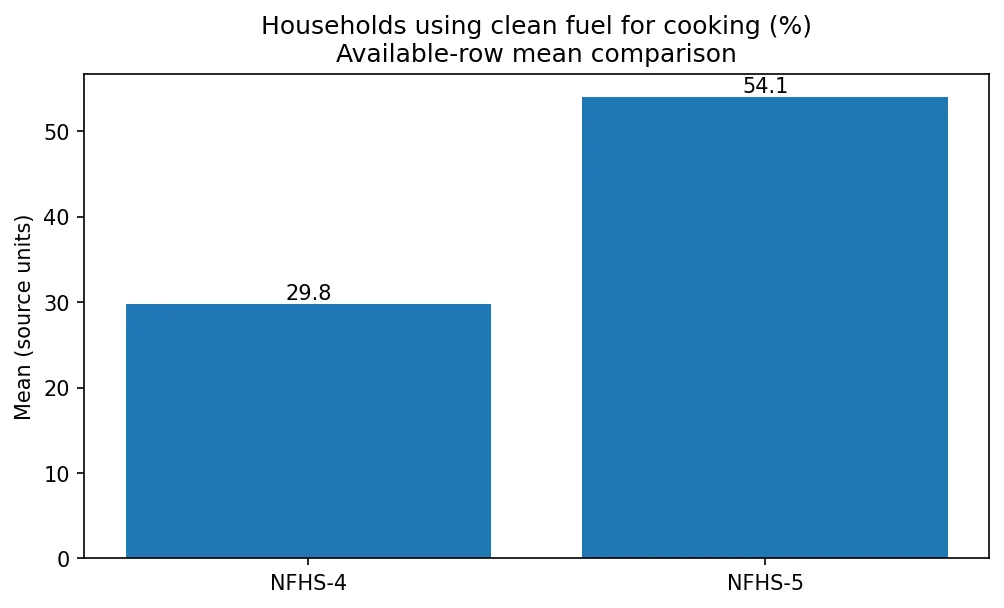 Households using clean fuel for cooking (%)
Available-row mean comparison
Mean (source units)
50
40
30
20
10
0
29.8
54.1
NFHS-4
NFHS-5